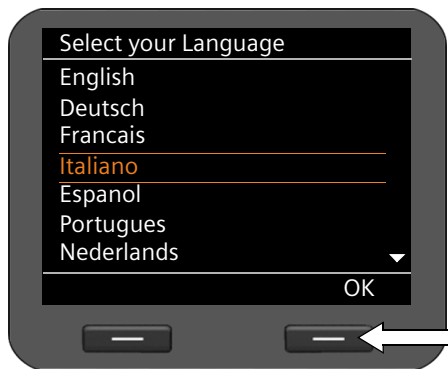 Select your Language
English
Deutsch
Francais
Italiano
Espanol
Portugues
Nederlands
OK